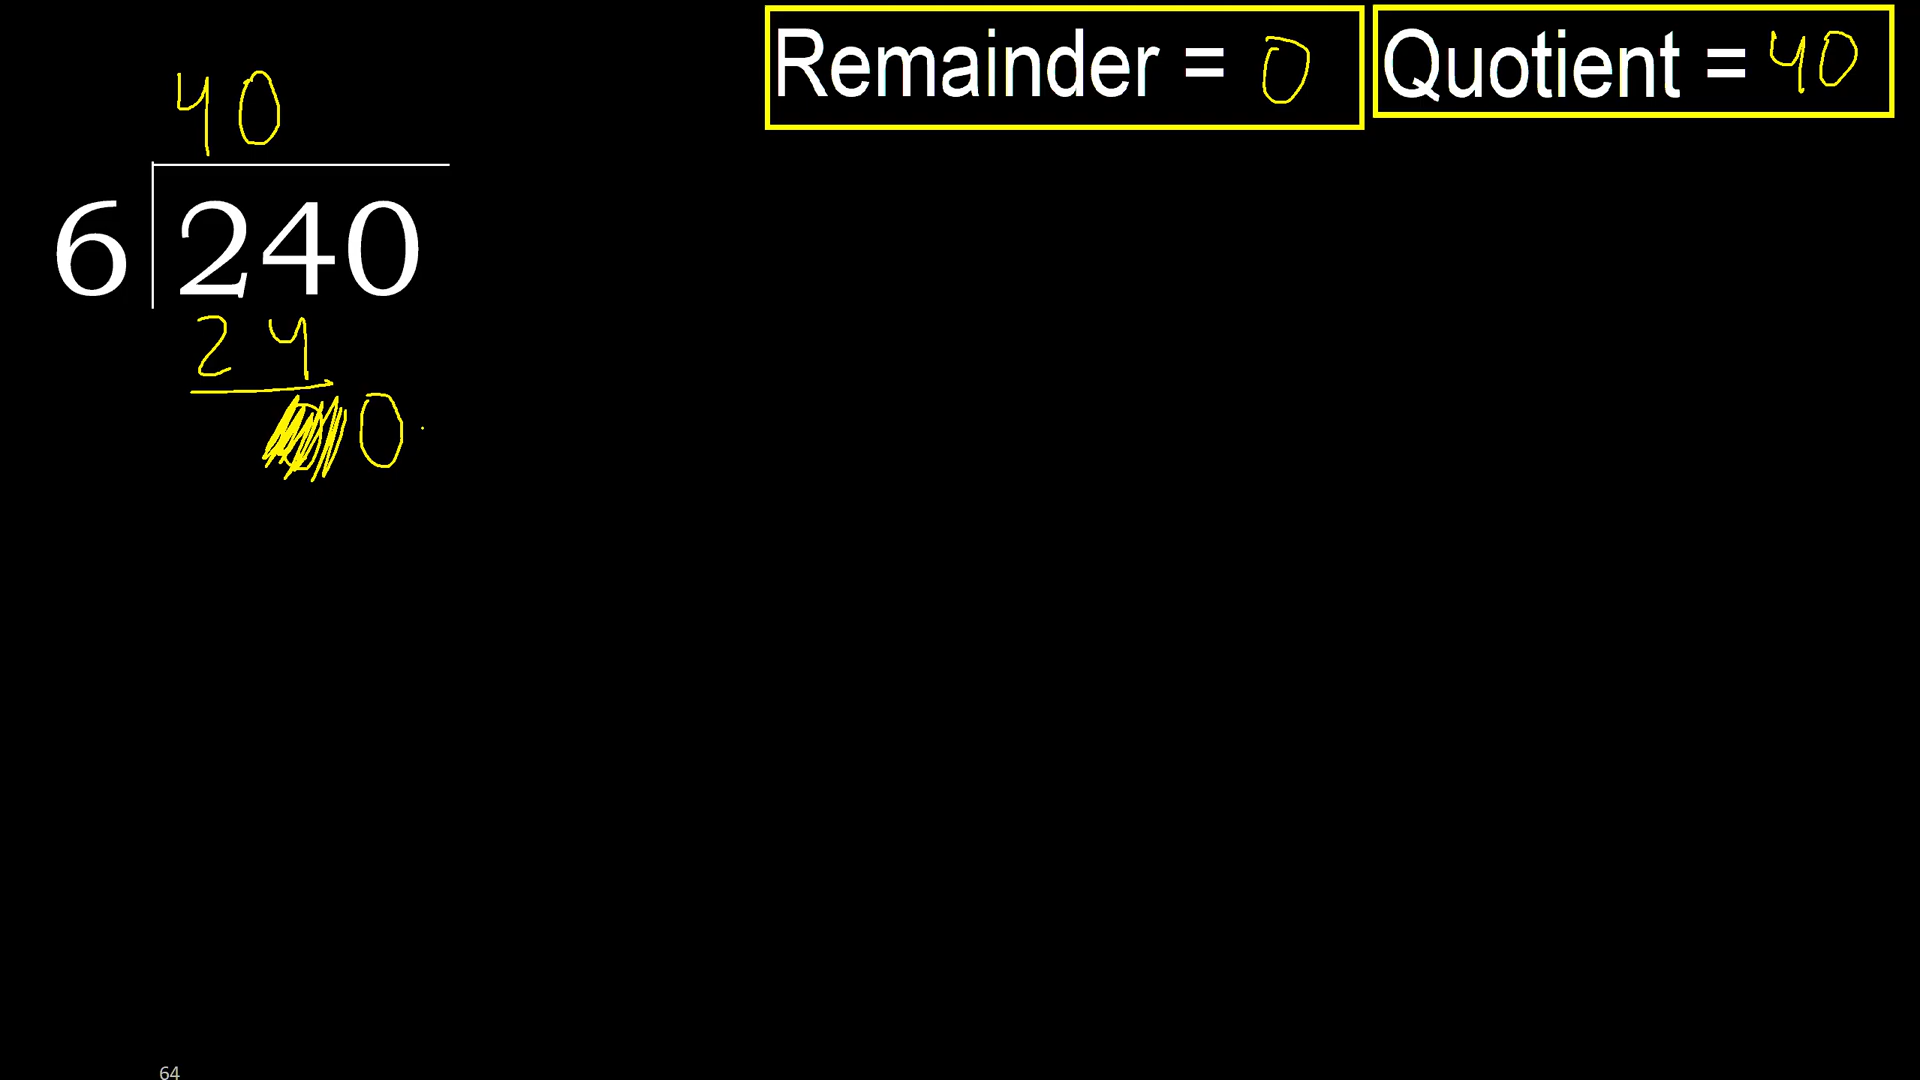 Remainder = 0
Quotient = 40
40
6 240
24
0
64